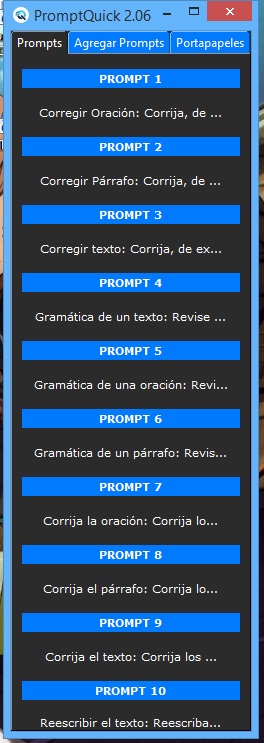 PromptQuick 2.06
Prompts Agregar Prompts Portapapeles
PROMPT 1
Corregir Oración: Corrija, de ...
PROMPT 2
Corregir Párrafo: Corrija, de ...
PROMPT 3
Corregir texto: Corrija, de ex...
PROMPT 4
Gramática de un texto: Revise ...
PROMPT 5
Gramática de una oración: Revi...
PROMPT 6
Gramática de un párrafo: Revis...
PROMPT 7
Corrija la oración: Corrija lo...
PROMPT 8
Corrija el párrafo: Corrija lo...
PROMPT 9
Corrija el texto: Corrija los ...
PROMPT 10
Reescribir el texto: Reescriba...